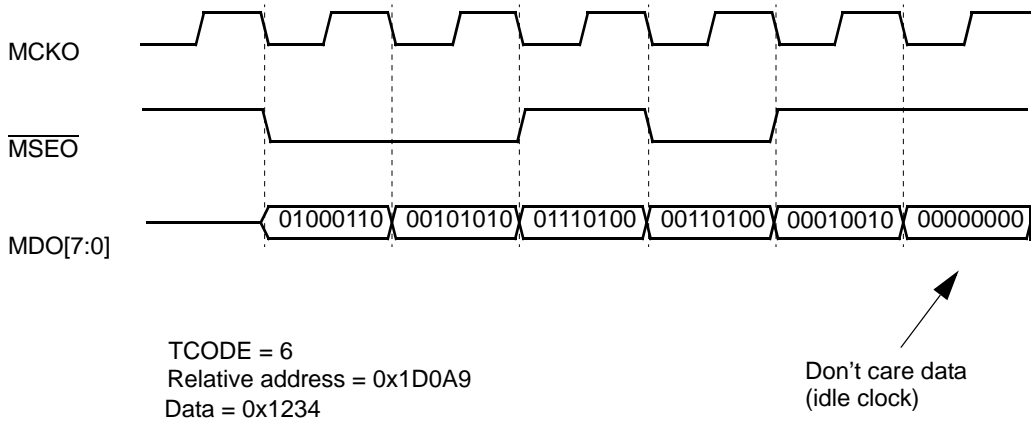 MCKO
MSEO
MDO[7:0]
01000110 00101010 01110100 00110100 00010010 00000000
TCODE = 6
Relative address = 0x1D0A9
Data = 0x1234
Don't care data
(idle clock)